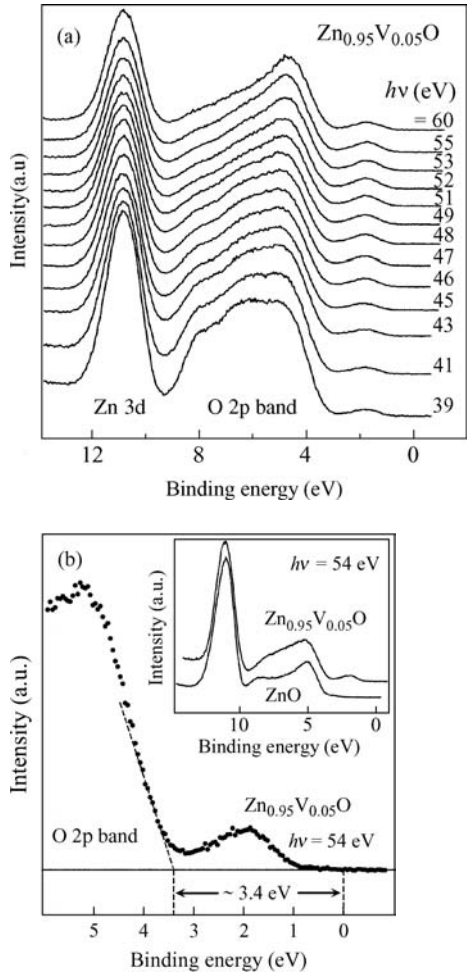 (a)
Zn0.95V0.05O
hν (eV)
= 60
55
53
52
51
49
48
47
46
45
43
41
39
Intensity(a.u)
Zn 3d
O 2p band
12 8 4 0
Binding energy (eV)
(b)
hν = 54 eV
Zn0.95V0.05O
ZnO
Intensity (a.u.)
10 5 0
Binding energy (eV)
Intensity (a.u.)
Zn0.95V0.05O
O 2p band
hν = 54 eV
~ 3.4 eV
5 4 3 2 1 0
Binding energy (eV)